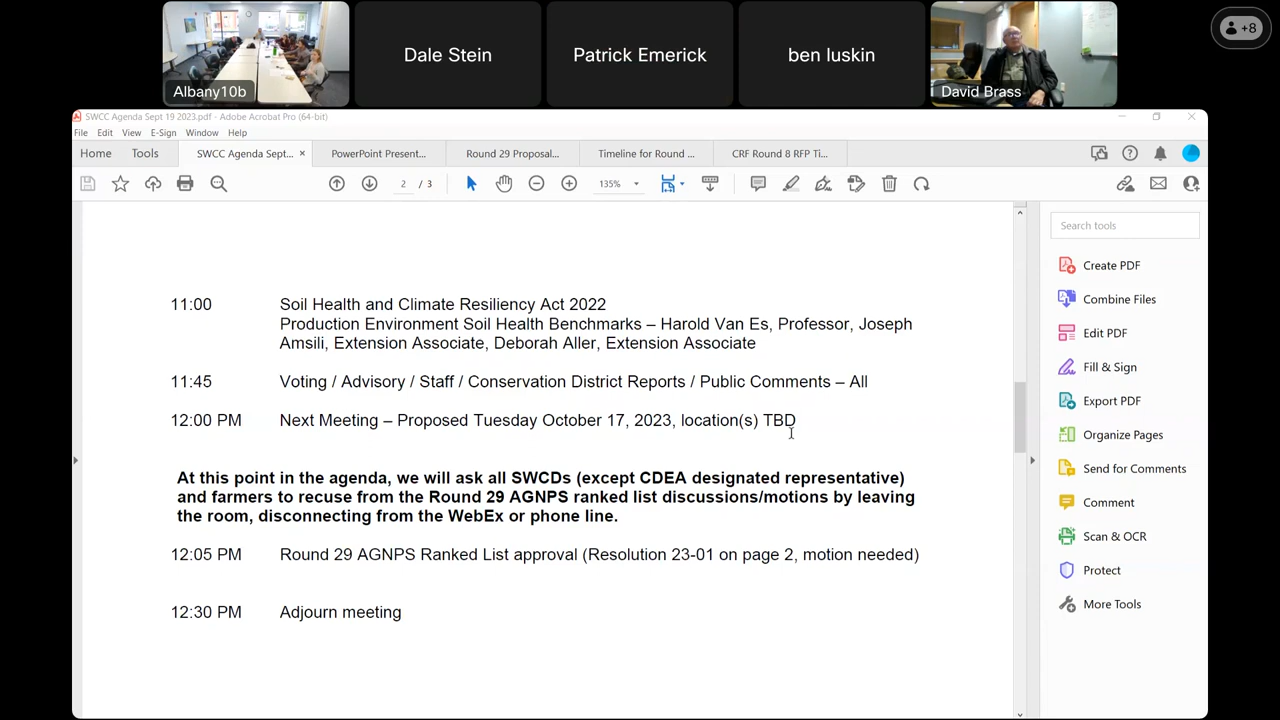 Albany10b
Dale Stein
Patrick Emerick
ben luskin
David Brass
+8
SWCC Agenda Sept 19 2023.pdf - Adobe Acrobat Pro (64-bit)
File Edit View E-Sign Window Help
Home Tools SWCC Agenda Sept... × PowerPoint Present... Round 29 Proposal... Timeline for Round ... CRF Round 8 RFP Ti...
2 / 3 135%
Search tools
Create PDF
Combine Files
Edit PDF
Fill & Sign
Export PDF
Organize Pages
Send for Comments
Comment
Scan & OCR
Protect
More Tools
11:00 Soil Health and Climate Resiliency Act 2022
Production Environment Soil Health Benchmarks – Harold Van Es, Professor, Joseph
Amsili, Extension Associate, Deborah Aller, Extension Associate
11:45 Voting / Advisory / Staff / Conservation District Reports / Public Comments – All
12:00 PM Next Meeting – Proposed Tuesday October 17, 2023, location(s) TBD
At this point in the agenda, we will ask all SWCDs (except CDEA designated representative)
and farmers to recuse from the Round 29 AGNPS ranked list discussions/motions by leaving
the room, disconnecting from the WebEx or phone line.
12:05 PM Round 29 AGNPS Ranked List approval (Resolution 23-01 on page 2, motion needed)
12:30 PM Adjourn meeting